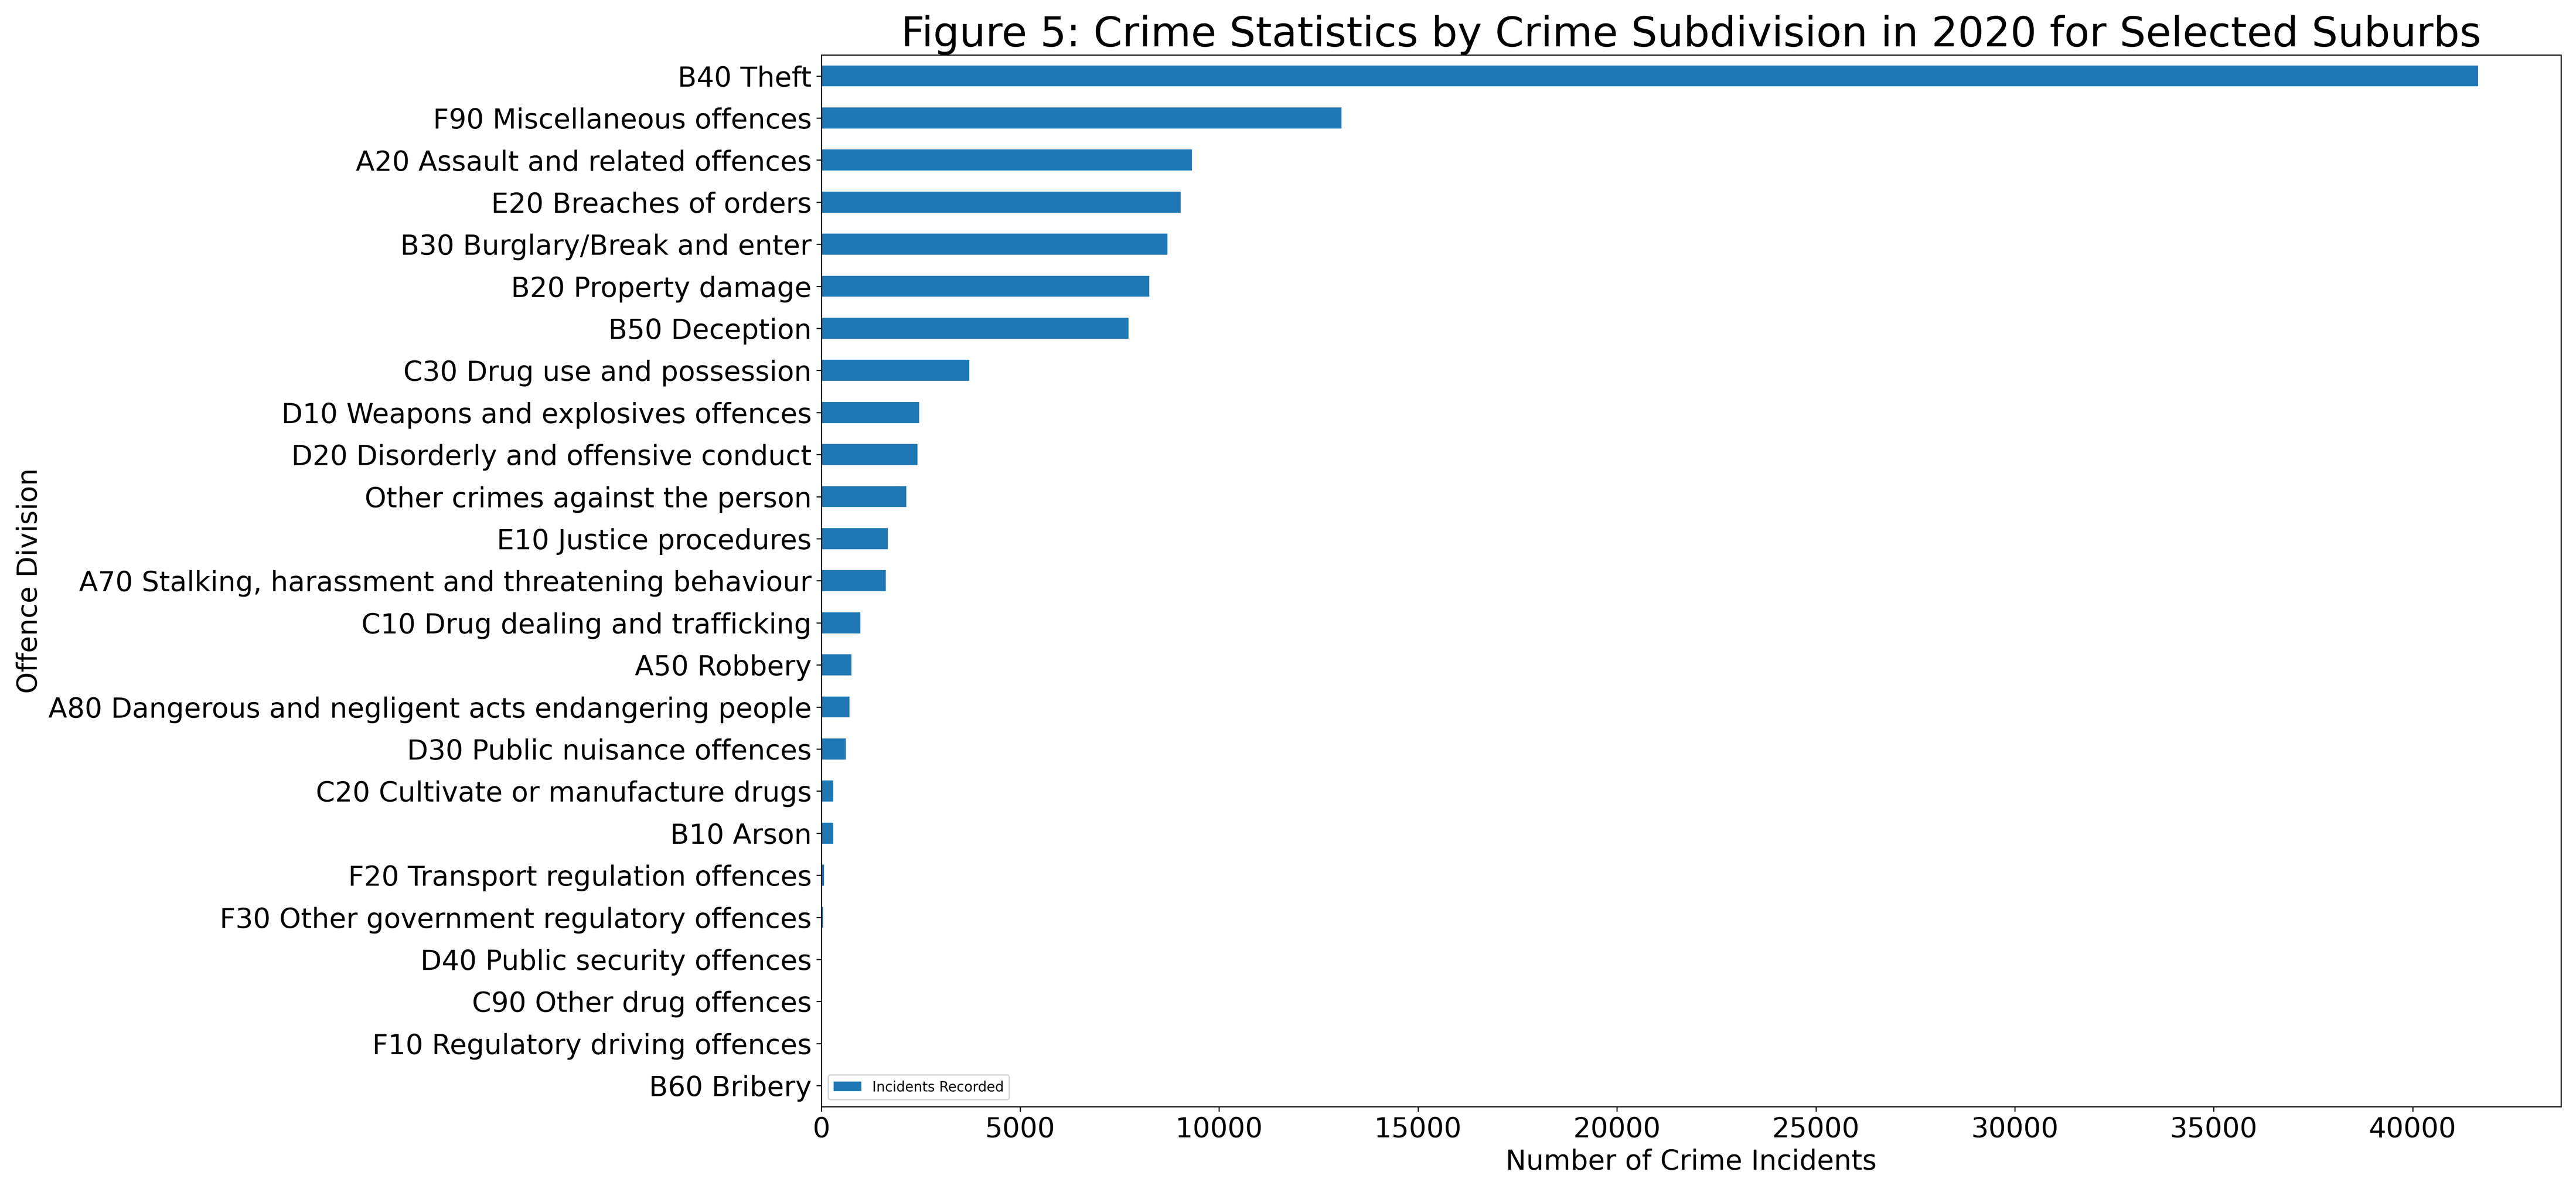 Figure 5: Crime Statistics by Crime Subdivision in 2020 for Selected Suburbs
Offence Division
B40 Theft
F90 Miscellaneous offences
A20 Assault and related offences
E20 Breaches of orders
B30 Burglary/Break and enter
B20 Property damage
B50 Deception
C30 Drug use and possession
D10 Weapons and explosives offences
D20 Disorderly and offensive conduct
Other crimes against the person
E10 Justice procedures
A70 Stalking, harassment and threatening behaviour
C10 Drug dealing and trafficking
A50 Robbery
A80 Dangerous and negligent acts endangering people
D30 Public nuisance offences
C20 Cultivate or manufacture drugs
B10 Arson
F20 Transport regulation offences
F30 Other government regulatory offences
D40 Public security offences
C90 Other drug offences
F10 Regulatory driving offences
B60 Bribery
Incidents Recorded
0 5000 10000 15000 20000 25000 30000 35000 40000
Number of Crime Incidents